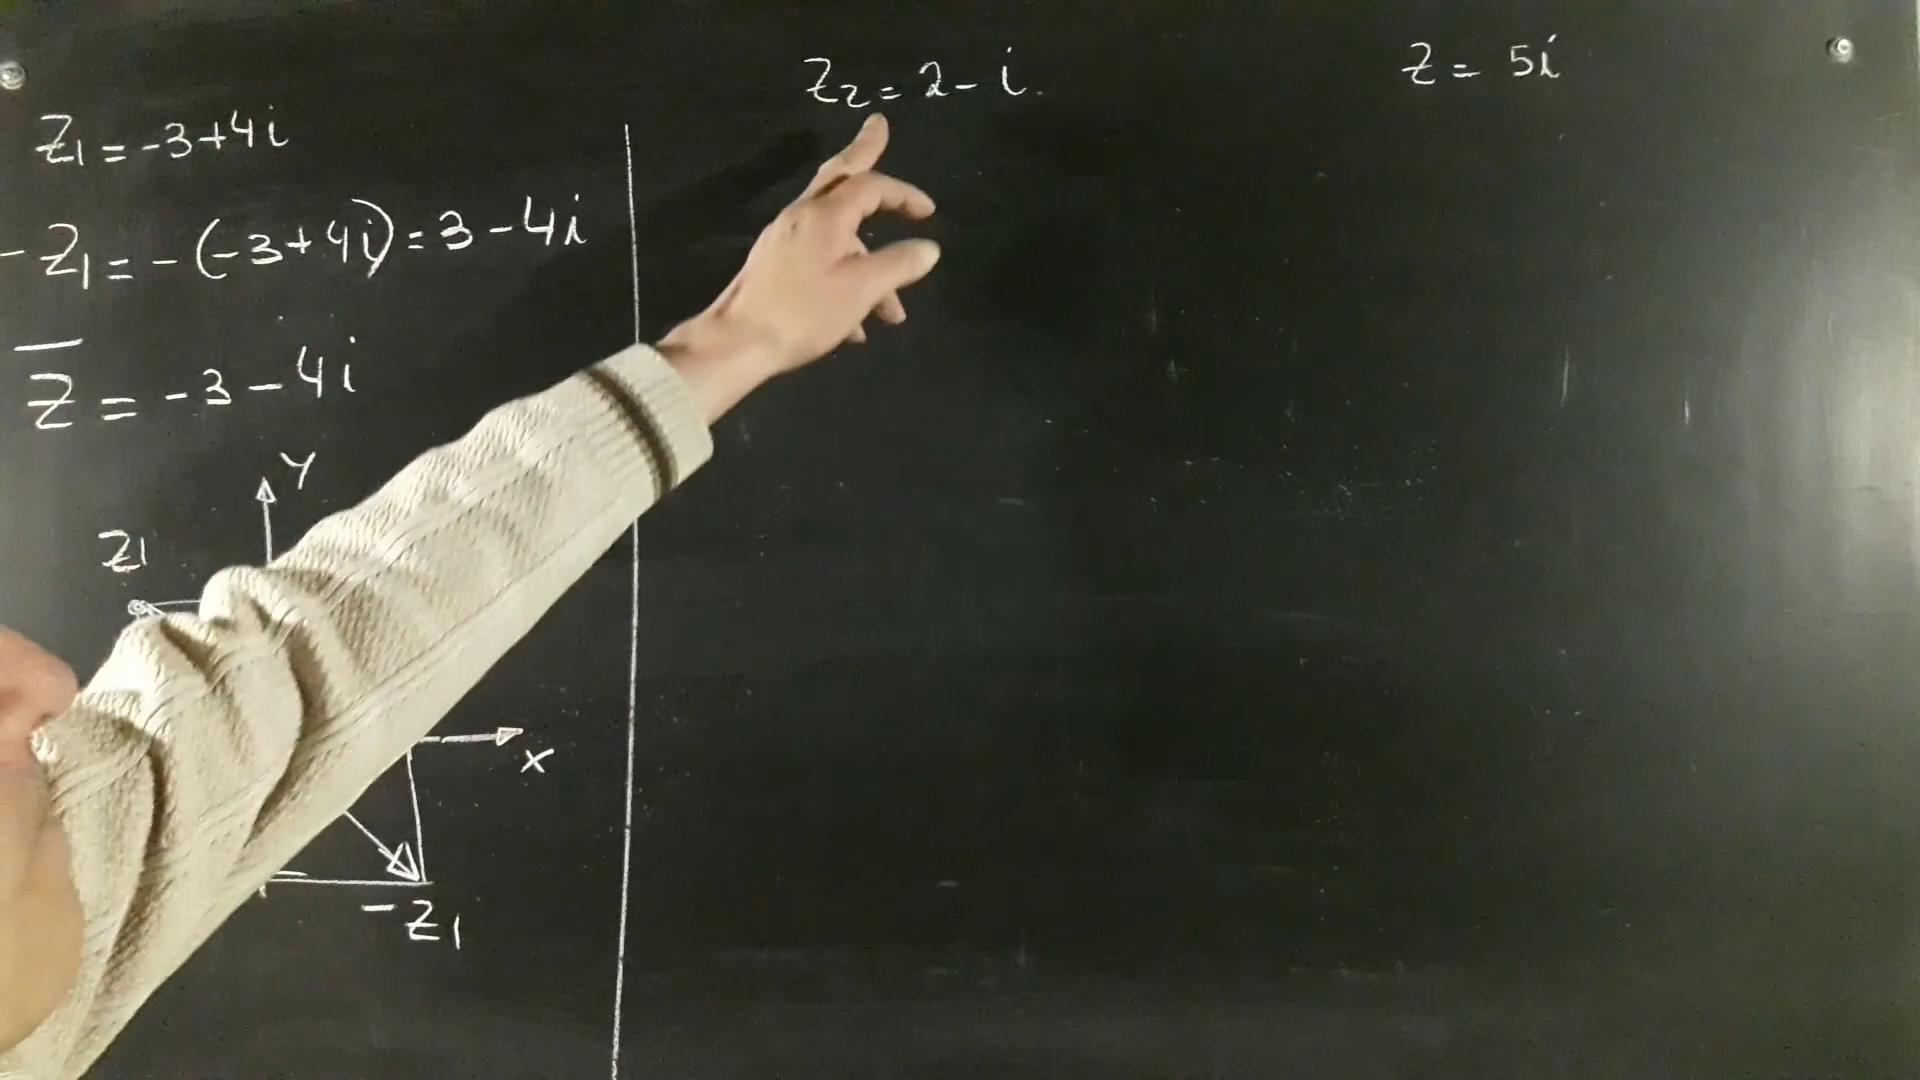 Z₁ = -3+4i
-Z₁ = -(-3+4i) = 3-4i
Z̅ = -3-4i
Y
Z1
X
-Z₁
Z₂ = 2-i.
Z = 5i